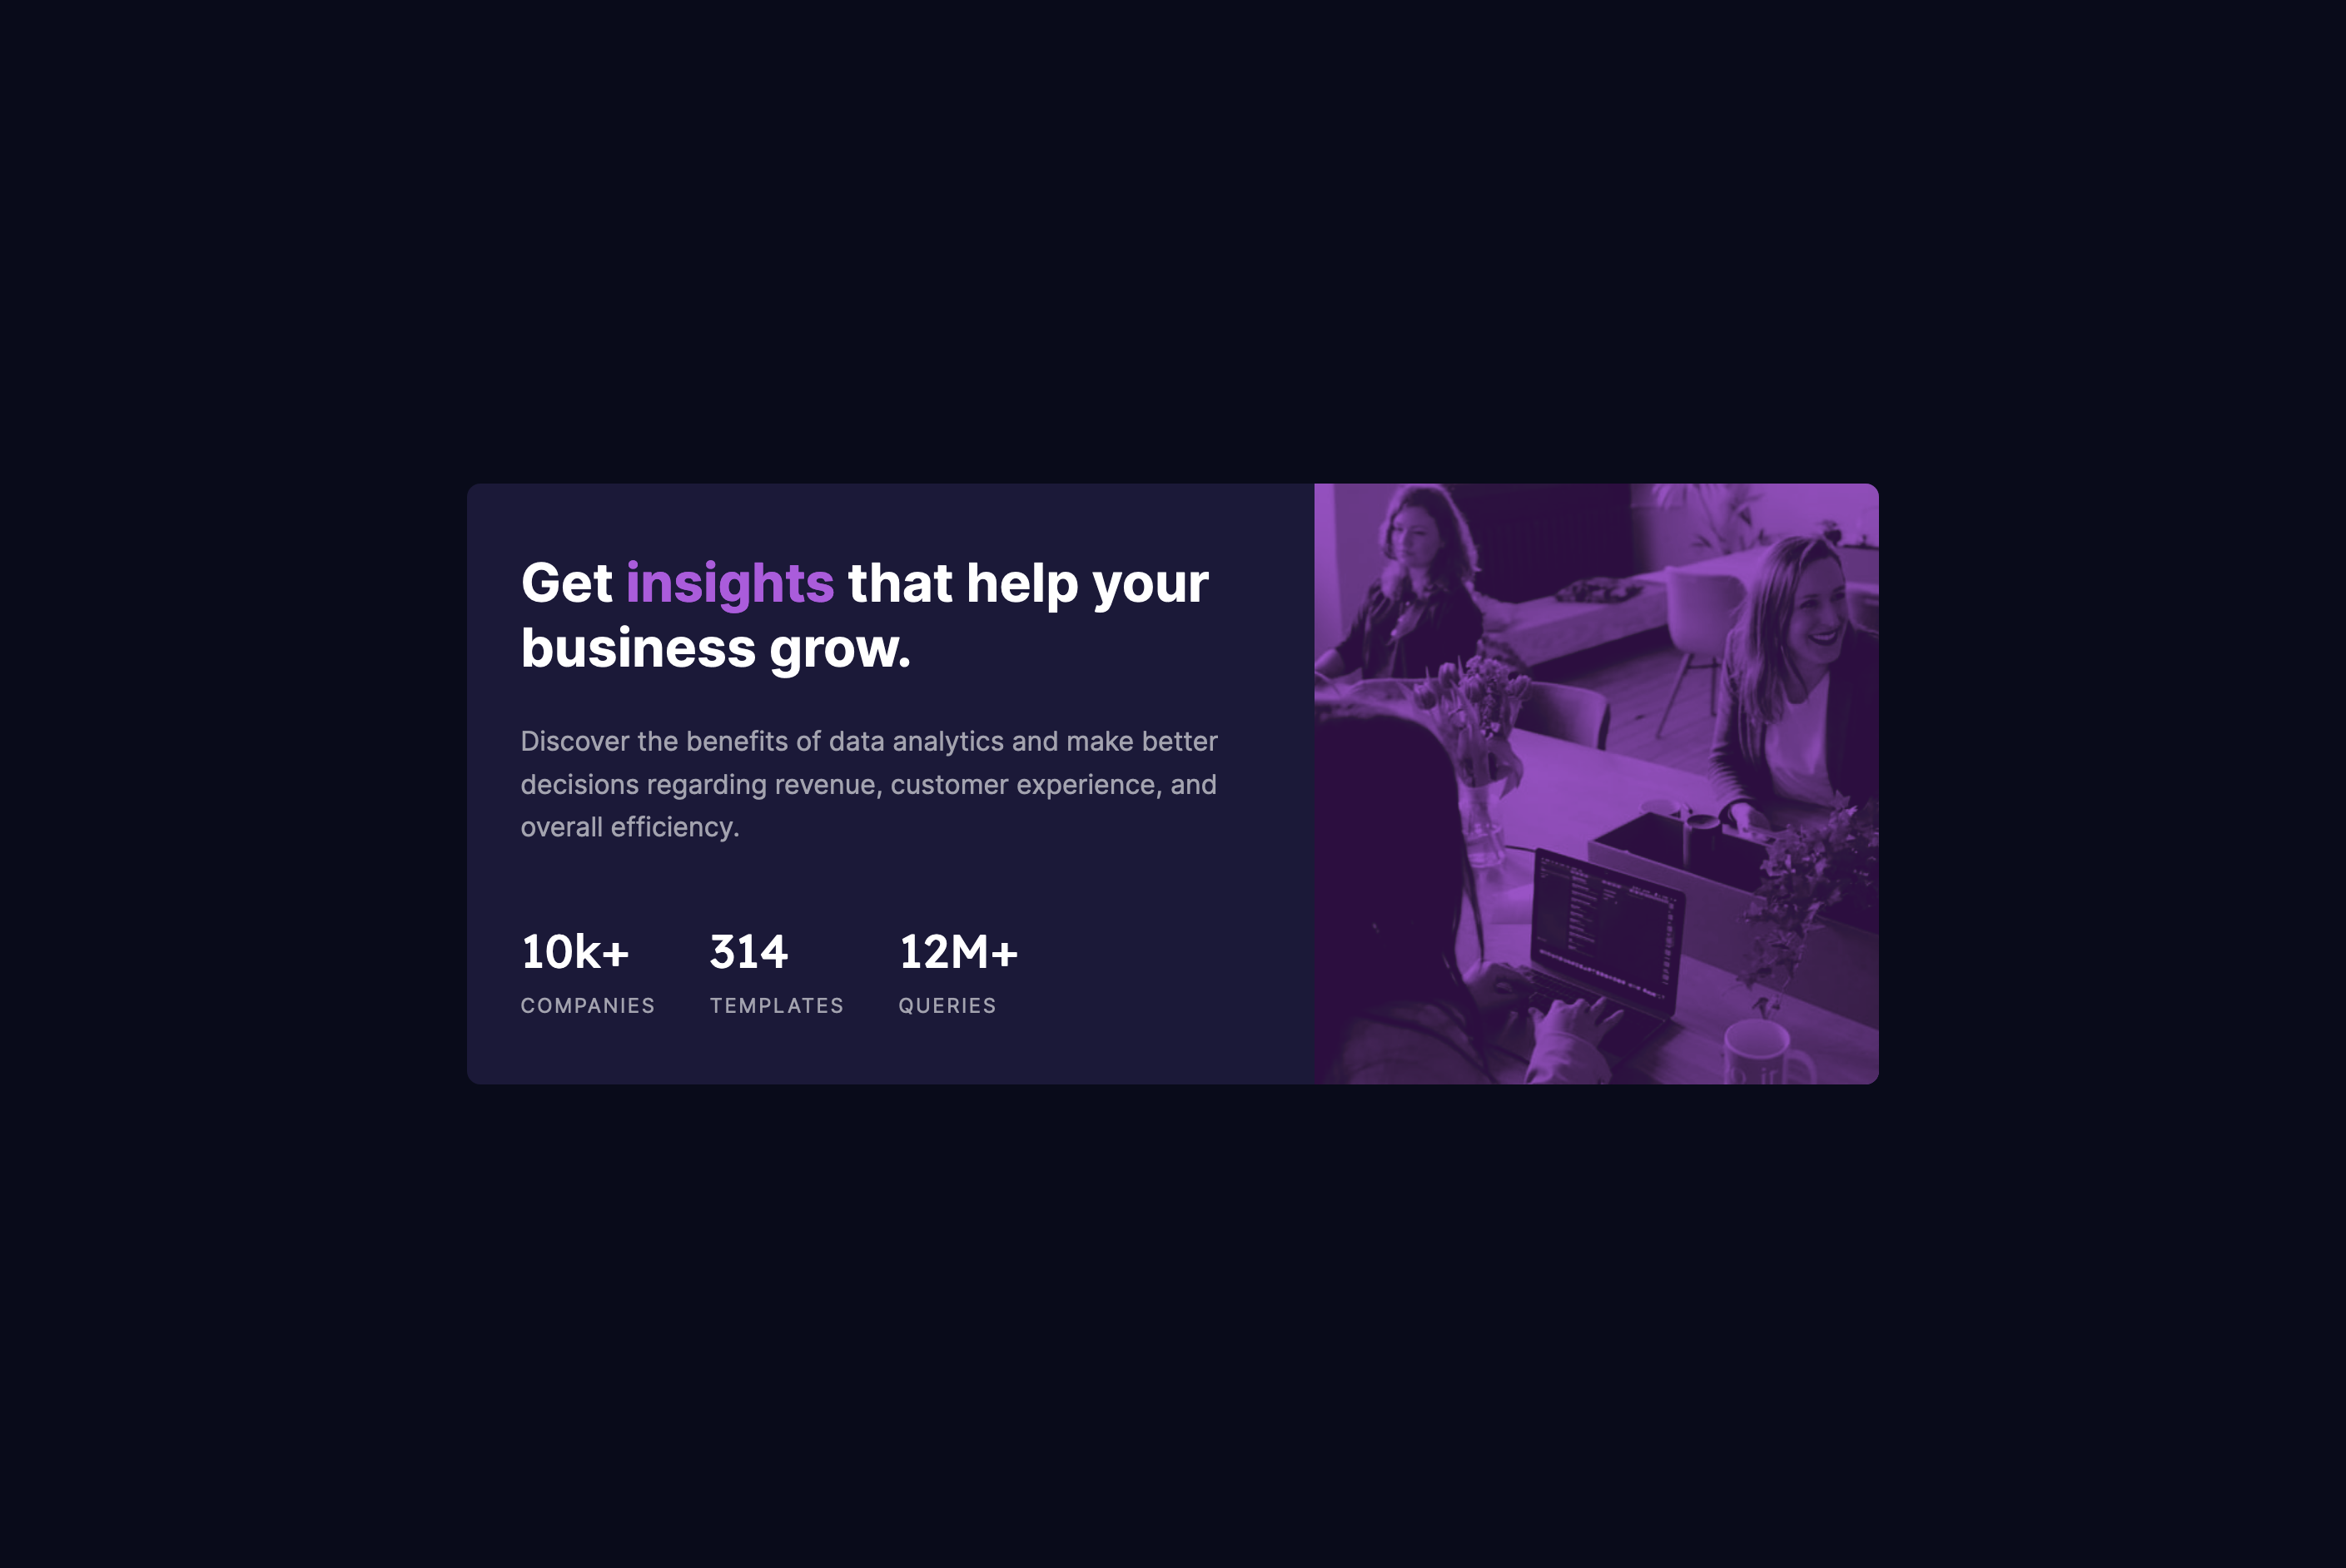 Get insights that help your
business grow.
Discover the benefits of data analytics and make better
decisions regarding revenue, customer experience, and
overall efficiency.
10k+ 314 12M+
COMPANIES TEMPLATES QUERIES